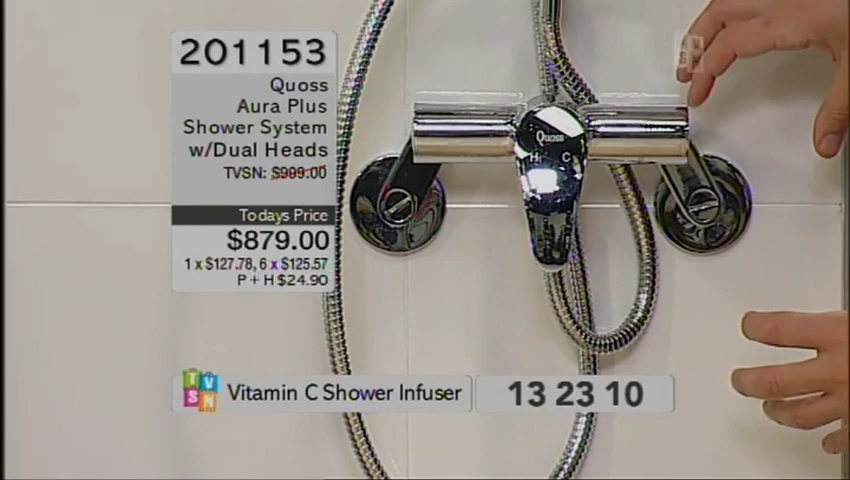 201153
Quoss
Aura Plus
Shower System
w/Dual Heads
TVSN: $999.00
Todays Price
$879.00
1 x $127.78, 6 x $125.57
P + H $24.90
Quoss
H C
TVSN
Vitamin C Shower Infuser
13 23 10